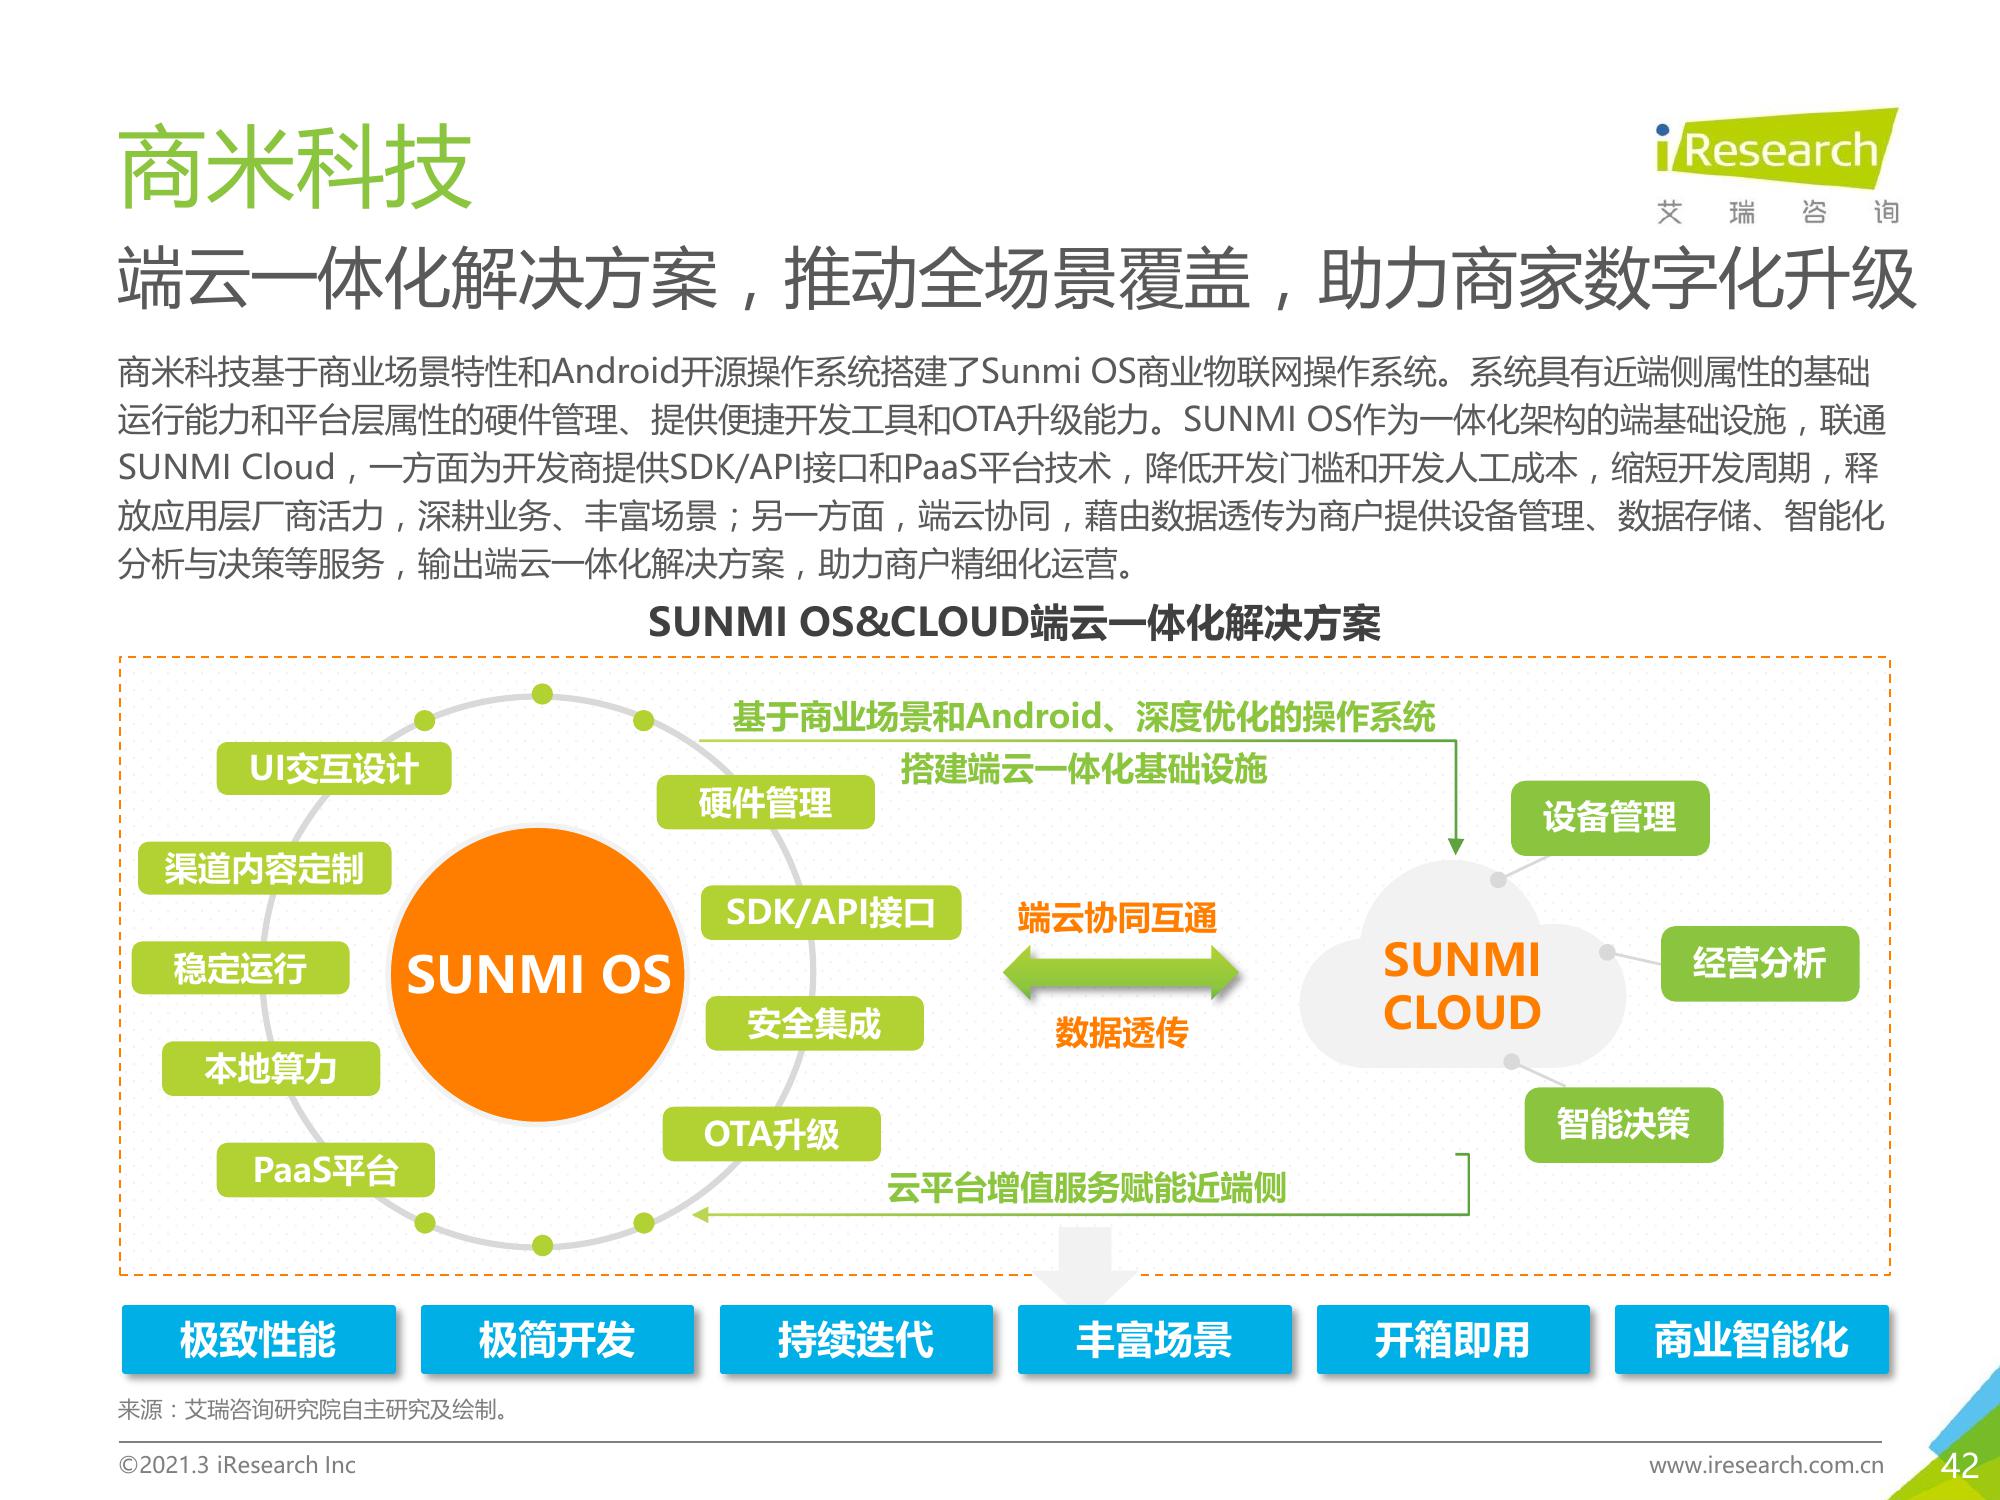 商米科技
iResearch
艾瑞咨询
端云一体化解决方案，推动全场景覆盖，助力商家数字化升级
商米科技基于商业场景特性和Android开源操作系统搭建了Sunmi OS商业物联网操作系统。系统具有近端侧属性的基础
运行能力和平台层属性的硬件管理、提供便捷开发工具和OTA升级能力。SUNMI OS作为一体化架构的端基础设施，联通
SUNMI Cloud，一方面为开发商提供SDK/API接口和PaaS平台技术，降低开发门槛和开发人工成本，缩短开发周期，释
放应用层厂商活力，深耕业务、丰富场景；另一方面，端云协同，藉由数据透传为商户提供设备管理、数据存储、智能化
分析与决策等服务，输出端云一体化解决方案，助力商户精细化运营。
SUNMI OS&CLOUD端云一体化解决方案
基于商业场景和Android、深度优化的操作系统
搭建端云一体化基础设施
UI交互设计
硬件管理
渠道内容定制
SDK/API接口
稳定运行
SUNMI OS
安全集成
本地算力
OTA升级
PaaS平台
端云协同互通
数据透传
SUNMI
CLOUD
设备管理
经营分析
智能决策
云平台增值服务赋能近端侧
极致性能
极简开发
持续迭代
丰富场景
开箱即用
商业智能化
来源：艾瑞咨询研究院自主研究及绘制。
©2021.3 iResearch Inc
www.iresearch.com.cn
42